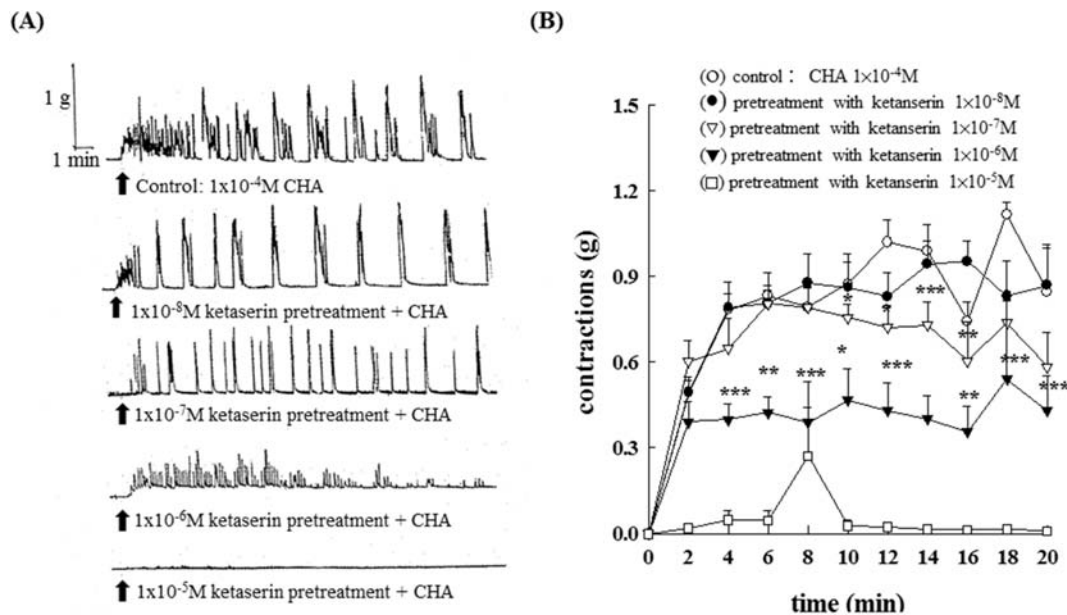 (A)
1 g
1 min
Control: 1x10-4M CHA
1x10-8M ketaserin pretreatment + CHA
1x10-7M ketaserin pretreatment + CHA
1x10-6M ketaserin pretreatment + CHA
1x10-5M ketaserin pretreatment + CHA
(B)
(○) control： CHA 1×10-4M
(●) pretreatment with ketanserin 1×10-8M
(▽) pretreatment with ketanserin 1×10-7M
(▼) pretreatment with ketanserin 1×10-6M
(□) pretreatment with ketanserin 1×10-5M
contractions (g)
1.5
1.2
0.9
0.6
0.3
0.0
***
*
*
**
*
***
**
***
***
***
**
***
0 2 4 6 8 10 12 14 16 18 20
time (min)